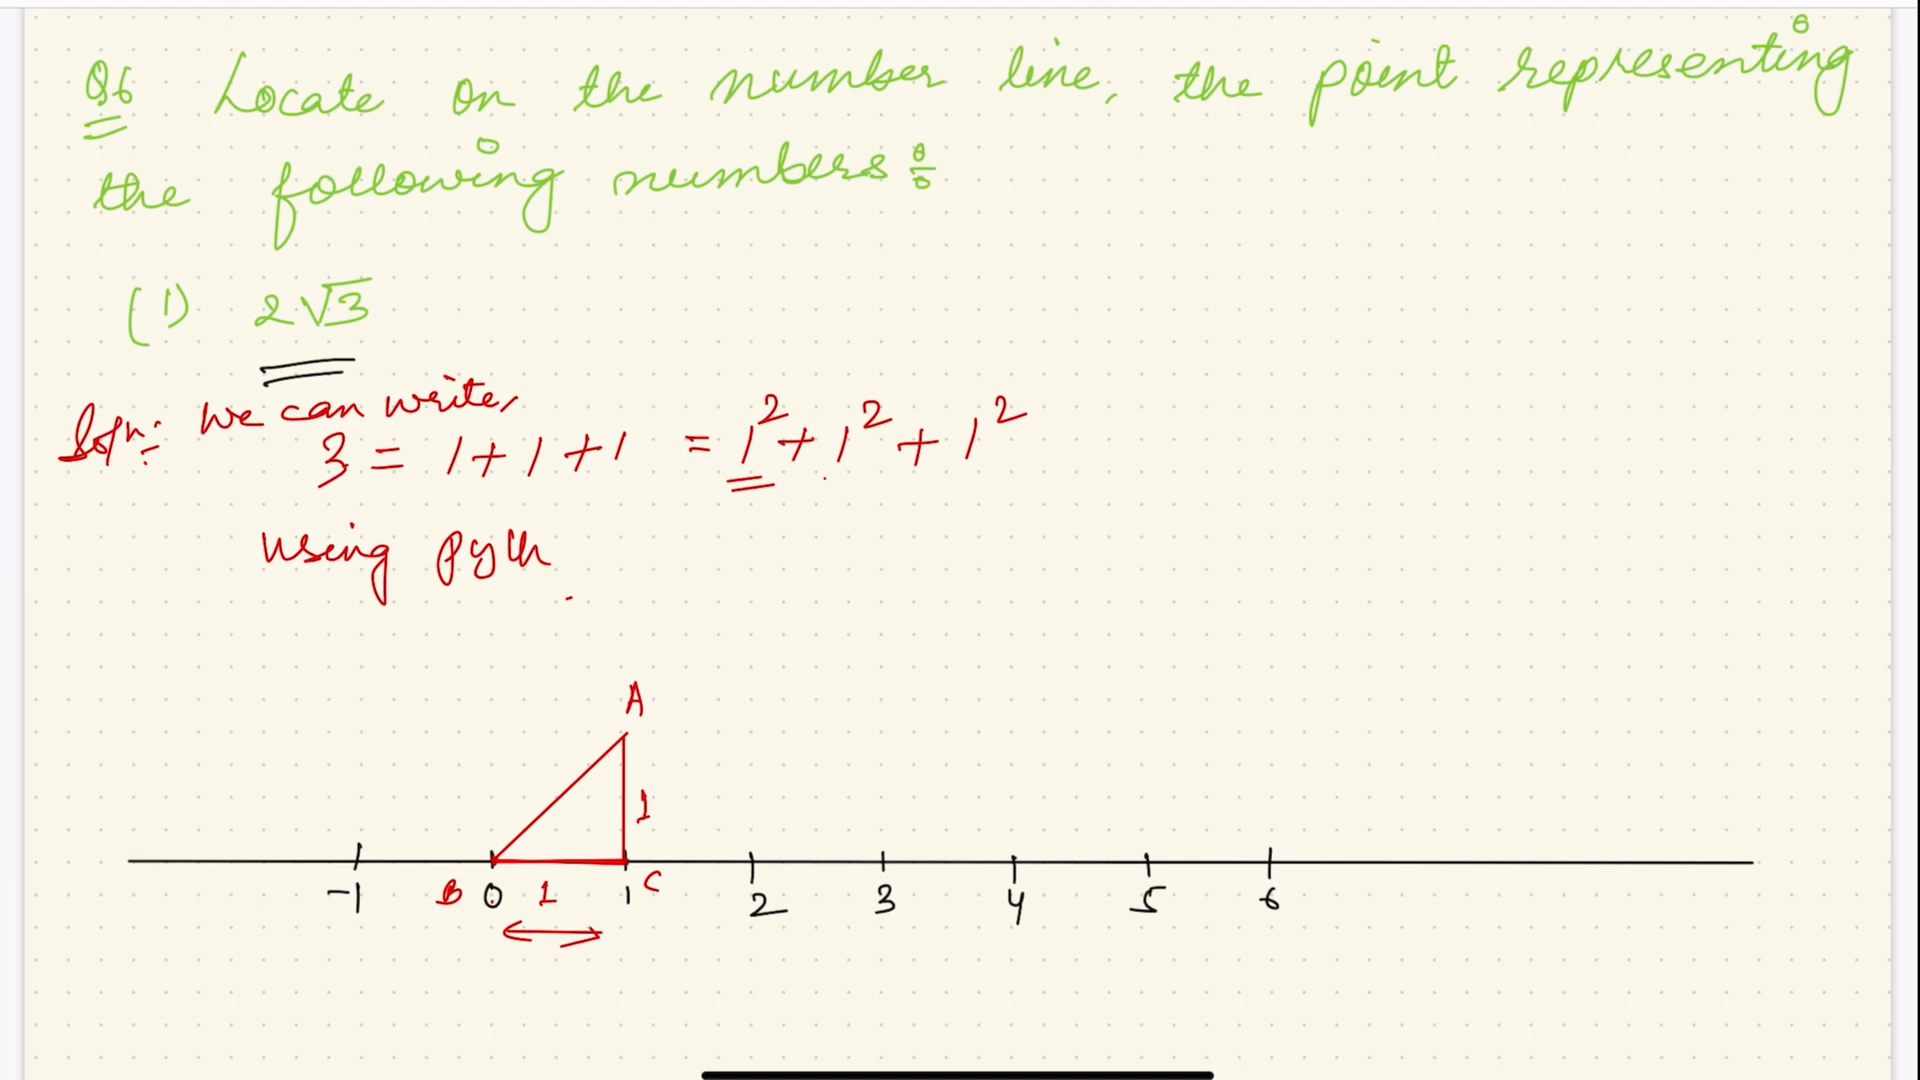 Q6 Locate on the number line, the point representing
the following numbers :
(1) 2√3
Soln:- We can write,
3 = 1 + 1 + 1 = 1² + 1² + 1²
using pyth
A
1
-1 B 0 1 1 C 2 3 4 5 6